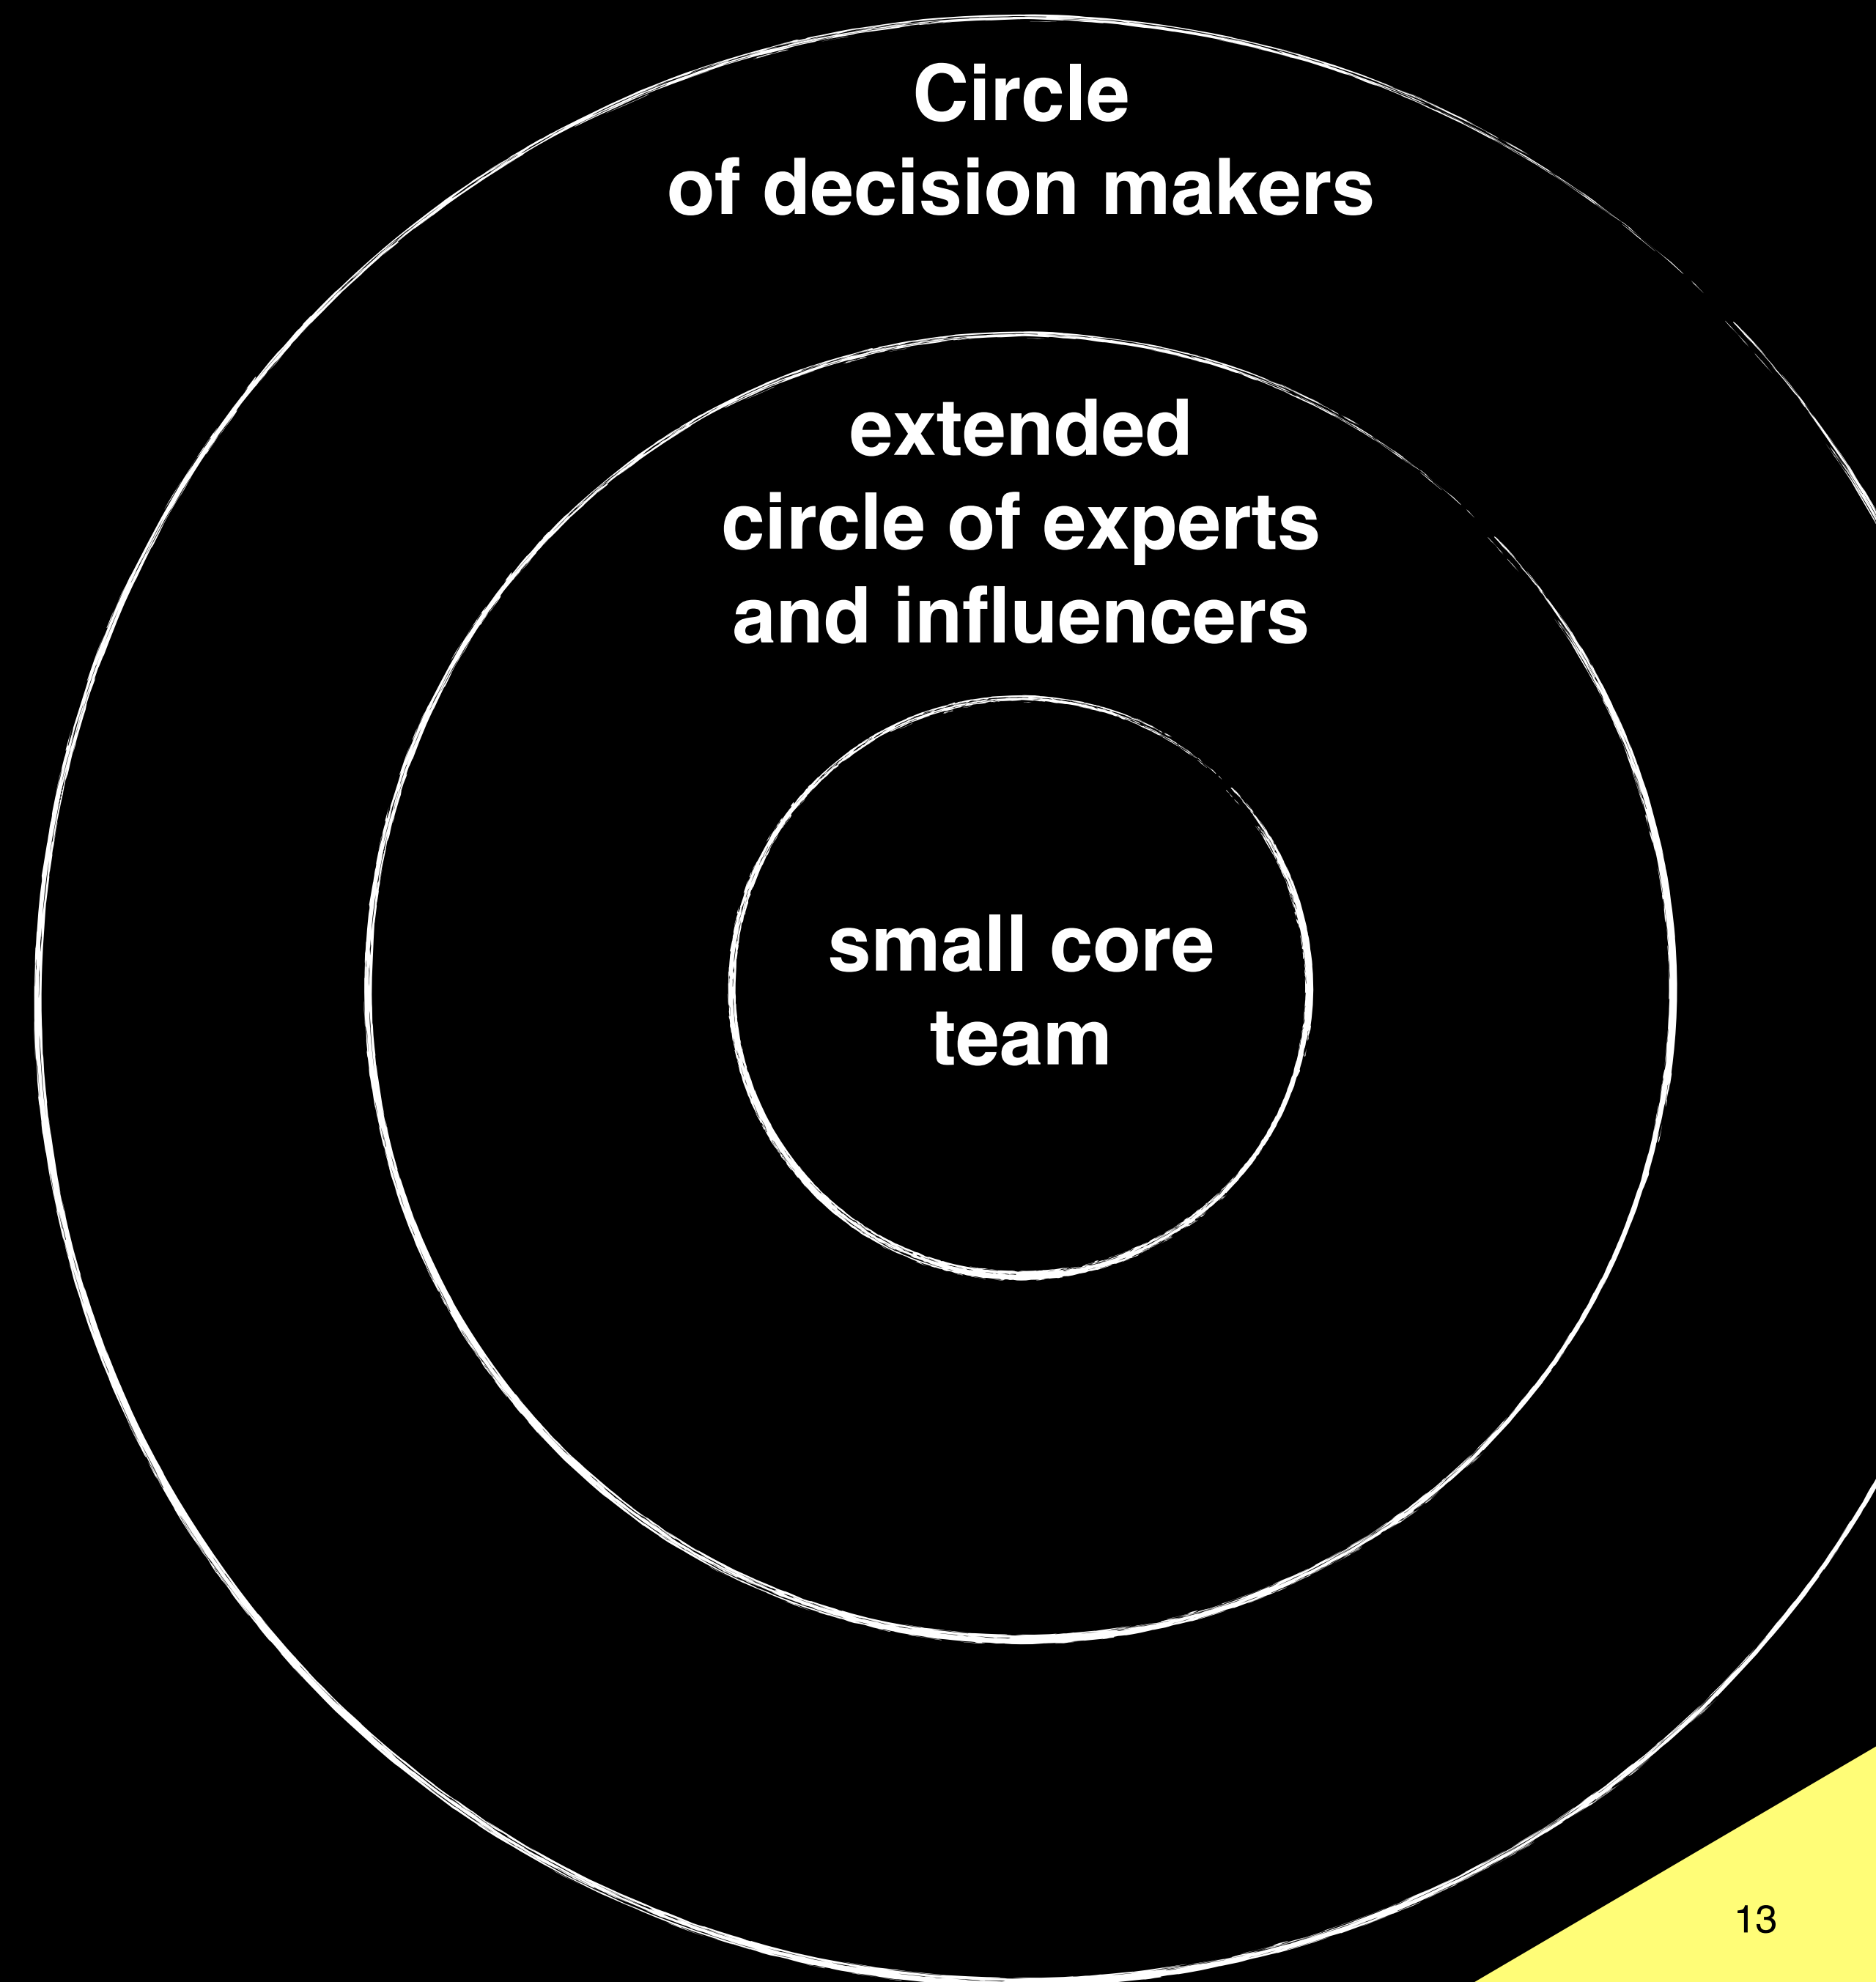 Circle
of decision makers
extended
circle of experts
and influencers
small core
team
13